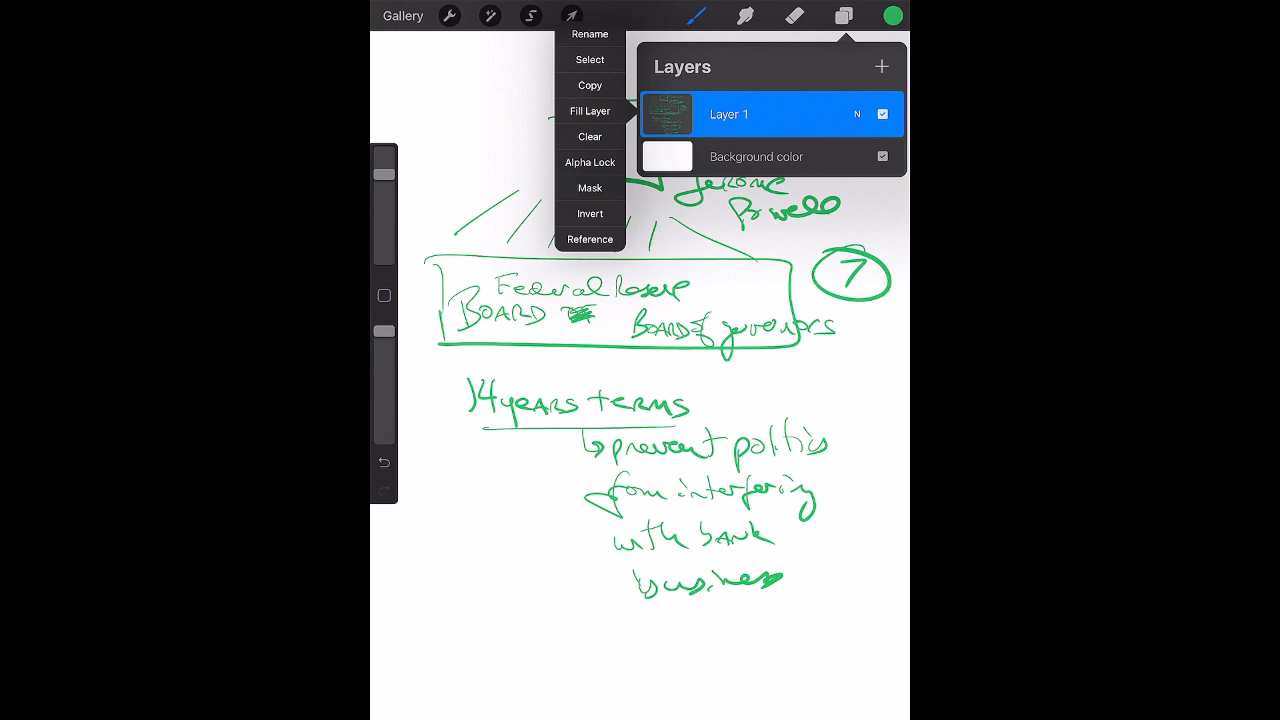 Gallery
Rename
Select
Layers
Copy
Fill Layer
Layer 1
N
Clear
Alpha Lock
Background color
Mask
Jerome
Powell
Invert
Reference
7
Federal Reserve
BOARD
BOARD of governors
14 years terms
prevent politics
from interfering
with bank
business